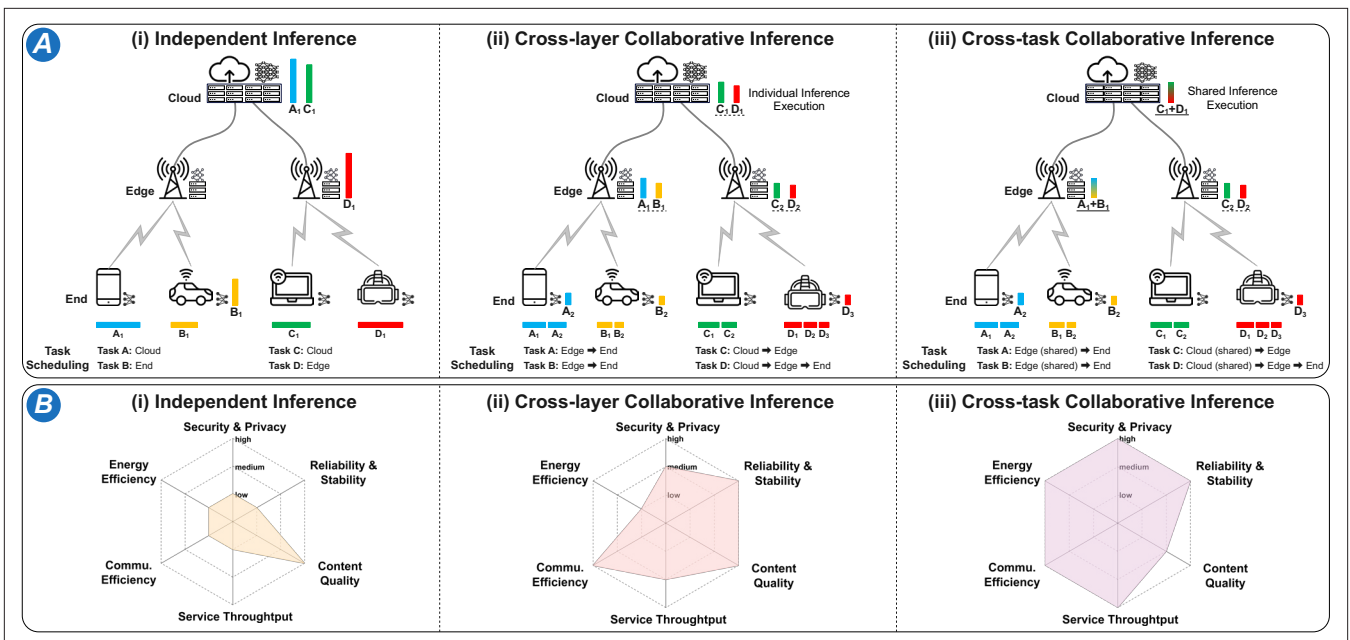 A
(i) Independent Inference
Cloud
A₁ C₁
Edge
D₁
End
B₁
A₁
B₁
C₁
D₁
Task Scheduling
Task A: Cloud
Task B: End
Task C: Cloud
Task D: Edge
(ii) Cross-layer Collaborative Inference
Cloud
C₁ D₁
Individual Inference
Execution
Edge
A₁ B₁
C₂ D₂
End
A₂
B₂
D₃
A₁ A₂
B₁ B₂
C₁ C₂
D₁ D₂ D₃
Task Scheduling
Task A: Edge ➡ End
Task B: Edge ➡ End
Task C: Cloud ➡ Edge
Task D: Cloud ➡ Edge ➡ End
(iii) Cross-task Collaborative Inference
Cloud
C₁+D₁
Shared Inference
Execution
Edge
A₁+B₁
C₂ D₂
End
A₂
B₂
D₃
A₁ A₂
B₁ B₂
C₁ C₂
D₁ D₂ D₃
Task Scheduling
Task A: Edge (shared) ➡ End
Task B: Edge (shared) ➡ End
Task C: Cloud (shared) ➡ Edge
Task D: Cloud (shared) ➡ Edge ➡ End
B
(i) Independent Inference
Security & Privacy
high
medium
low
Energy
Efficiency
Reliability &
Stability
Commu.
Efficiency
Content
Quality
Service Throughtput
(ii) Cross-layer Collaborative Inference
Security & Privacy
high
medium
low
Energy
Efficiency
Reliability &
Stability
Commu.
Efficiency
Content
Quality
Service Throughtput
(iii) Cross-task Collaborative Inference
Security & Privacy
high
medium
low
Energy
Efficiency
Reliability &
Stability
Commu.
Efficiency
Content
Quality
Service Throughtput